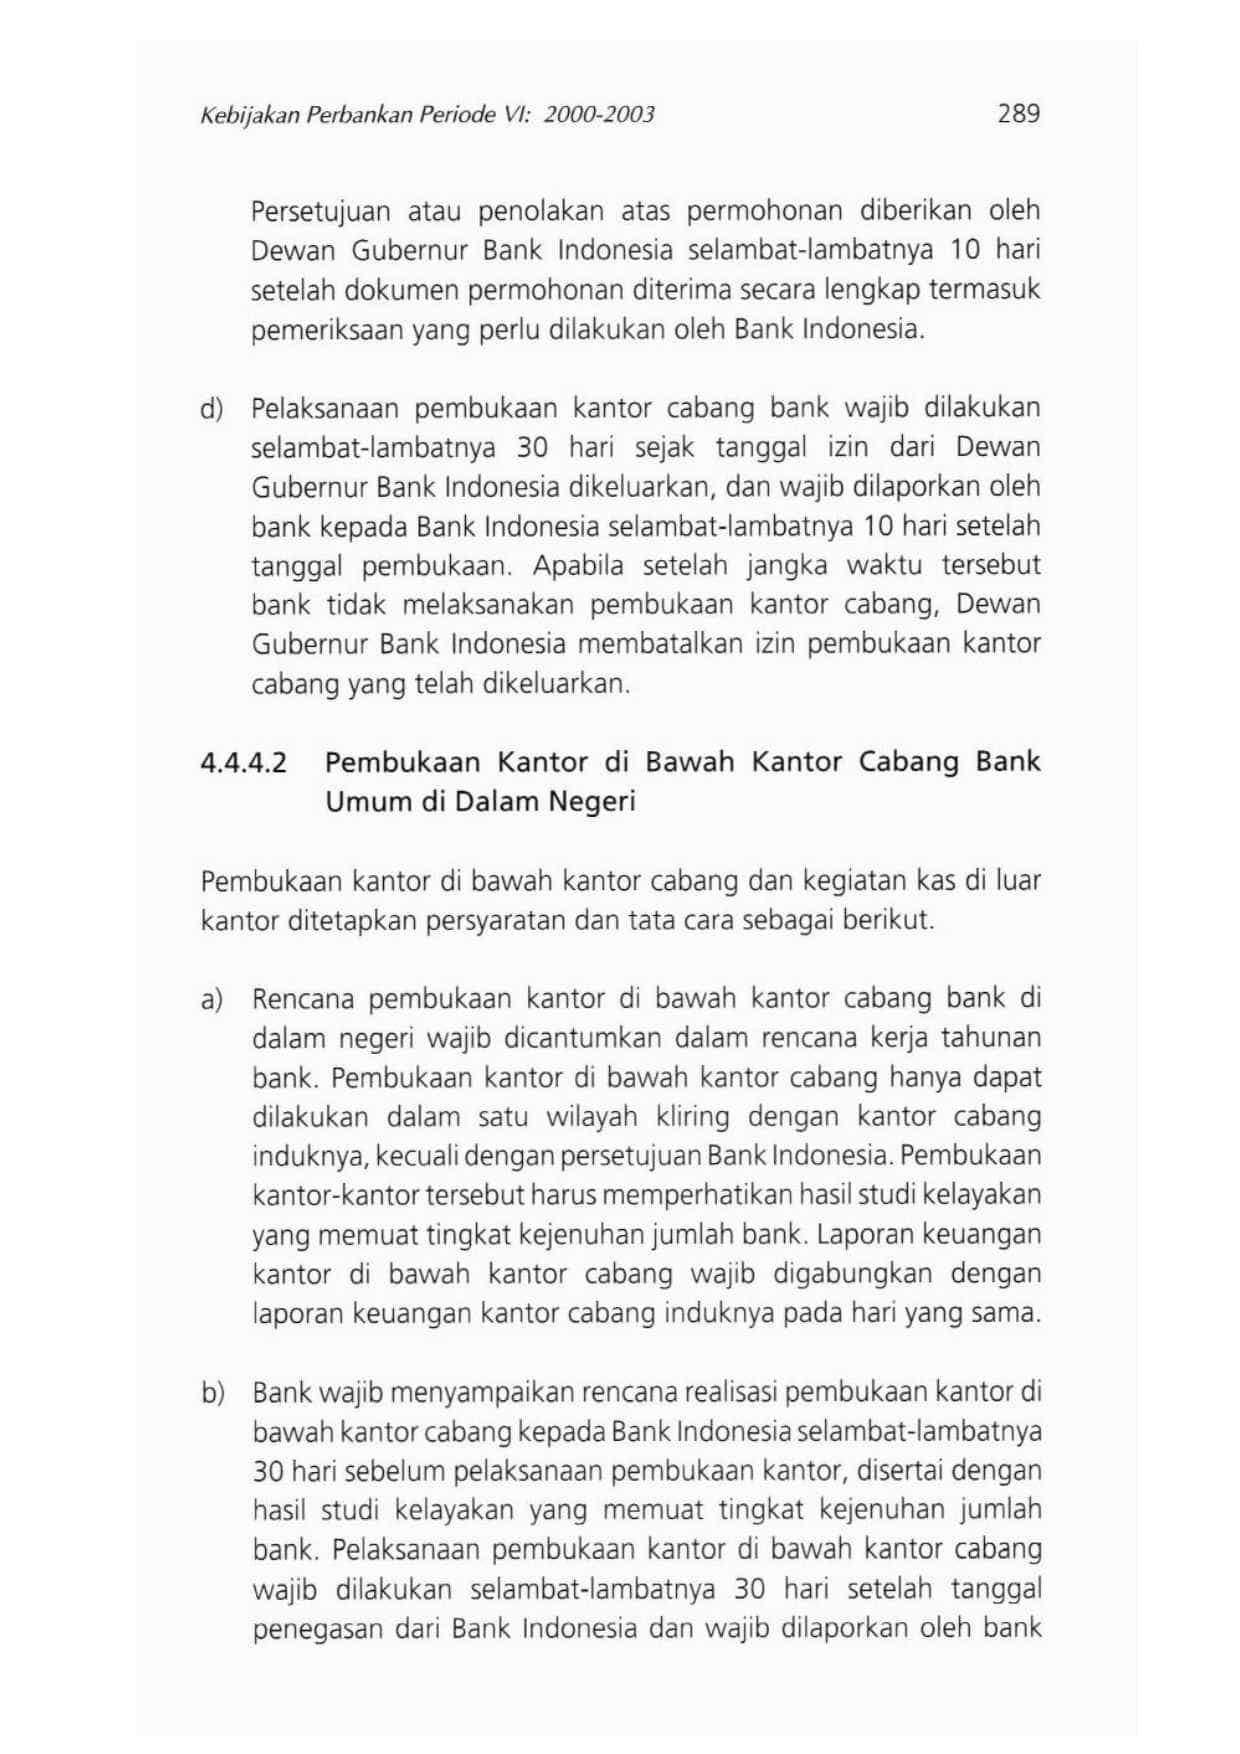 Kebijakan Perbankan Periode VI: 2000-2003 289
Persetujuan atau penolakan atas permohonan diberikan oleh
Dewan Gubernur Bank Indonesia selambat-lambatnya 10 hari
setelah dokumen permohonan diterima secara lengkap termasuk
pemeriksaan yang perlu dilakukan oleh Bank Indonesia.
d) Pelaksanaan pembukaan kantor cabang bank wajib dilakukan
selambat-lambatnya 30 hari sejak tanggal izin dari Dewan
Gubernur Bank Indonesia dikeluarkan, dan wajib dilaporkan oleh
bank kepada Bank Indonesia selambat-lambatnya 10 hari setelah
tanggal pembukaan. Apabila setelah jangka waktu tersebut
bank tidak melaksanakan pembukaan kantor cabang, Dewan
Gubernur Bank Indonesia membatalkan izin pembukaan kantor
cabang yang telah dikeluarkan.
4.4.4.2 Pembukaan Kantor di Bawah Kantor Cabang Bank
Umum di Dalam Negeri
Pembukaan kantor di bawah kantor cabang dan kegiatan kas di luar
kantor ditetapkan persyaratan dan tata cara sebagai berikut.
a) Rencana pembukaan kantor di bawah kantor cabang bank di
dalam negeri wajib dicantumkan dalam rencana kerja tahunan
bank. Pembukaan kantor di bawah kantor cabang hanya dapat
dilakukan dalam satu wilayah kliring dengan kantor cabang
induknya, kecuali dengan persetujuan Bank Indonesia. Pembukaan
kantor-kantor tersebut harus memperhatikan hasil studi kelayakan
yang memuat tingkat kejenuhan jumlah bank. Laporan keuangan
kantor di bawah kantor cabang wajib digabungkan dengan
laporan keuangan kantor cabang induknya pada hari yang sama.
b) Bank wajib menyampaikan rencana realisasi pembukaan kantor di
bawah kantor cabang kepada Bank Indonesia selambat-lambatnya
30 hari sebelum pelaksanaan pembukaan kantor, disertai dengan
hasil studi kelayakan yang memuat tingkat kejenuhan jumlah
bank. Pelaksanaan pembukaan kantor di bawah kantor cabang
wajib dilakukan selambat-lambatnya 30 hari setelah tanggal
penegasan dari Bank Indonesia dan wajib dilaporkan oleh bank